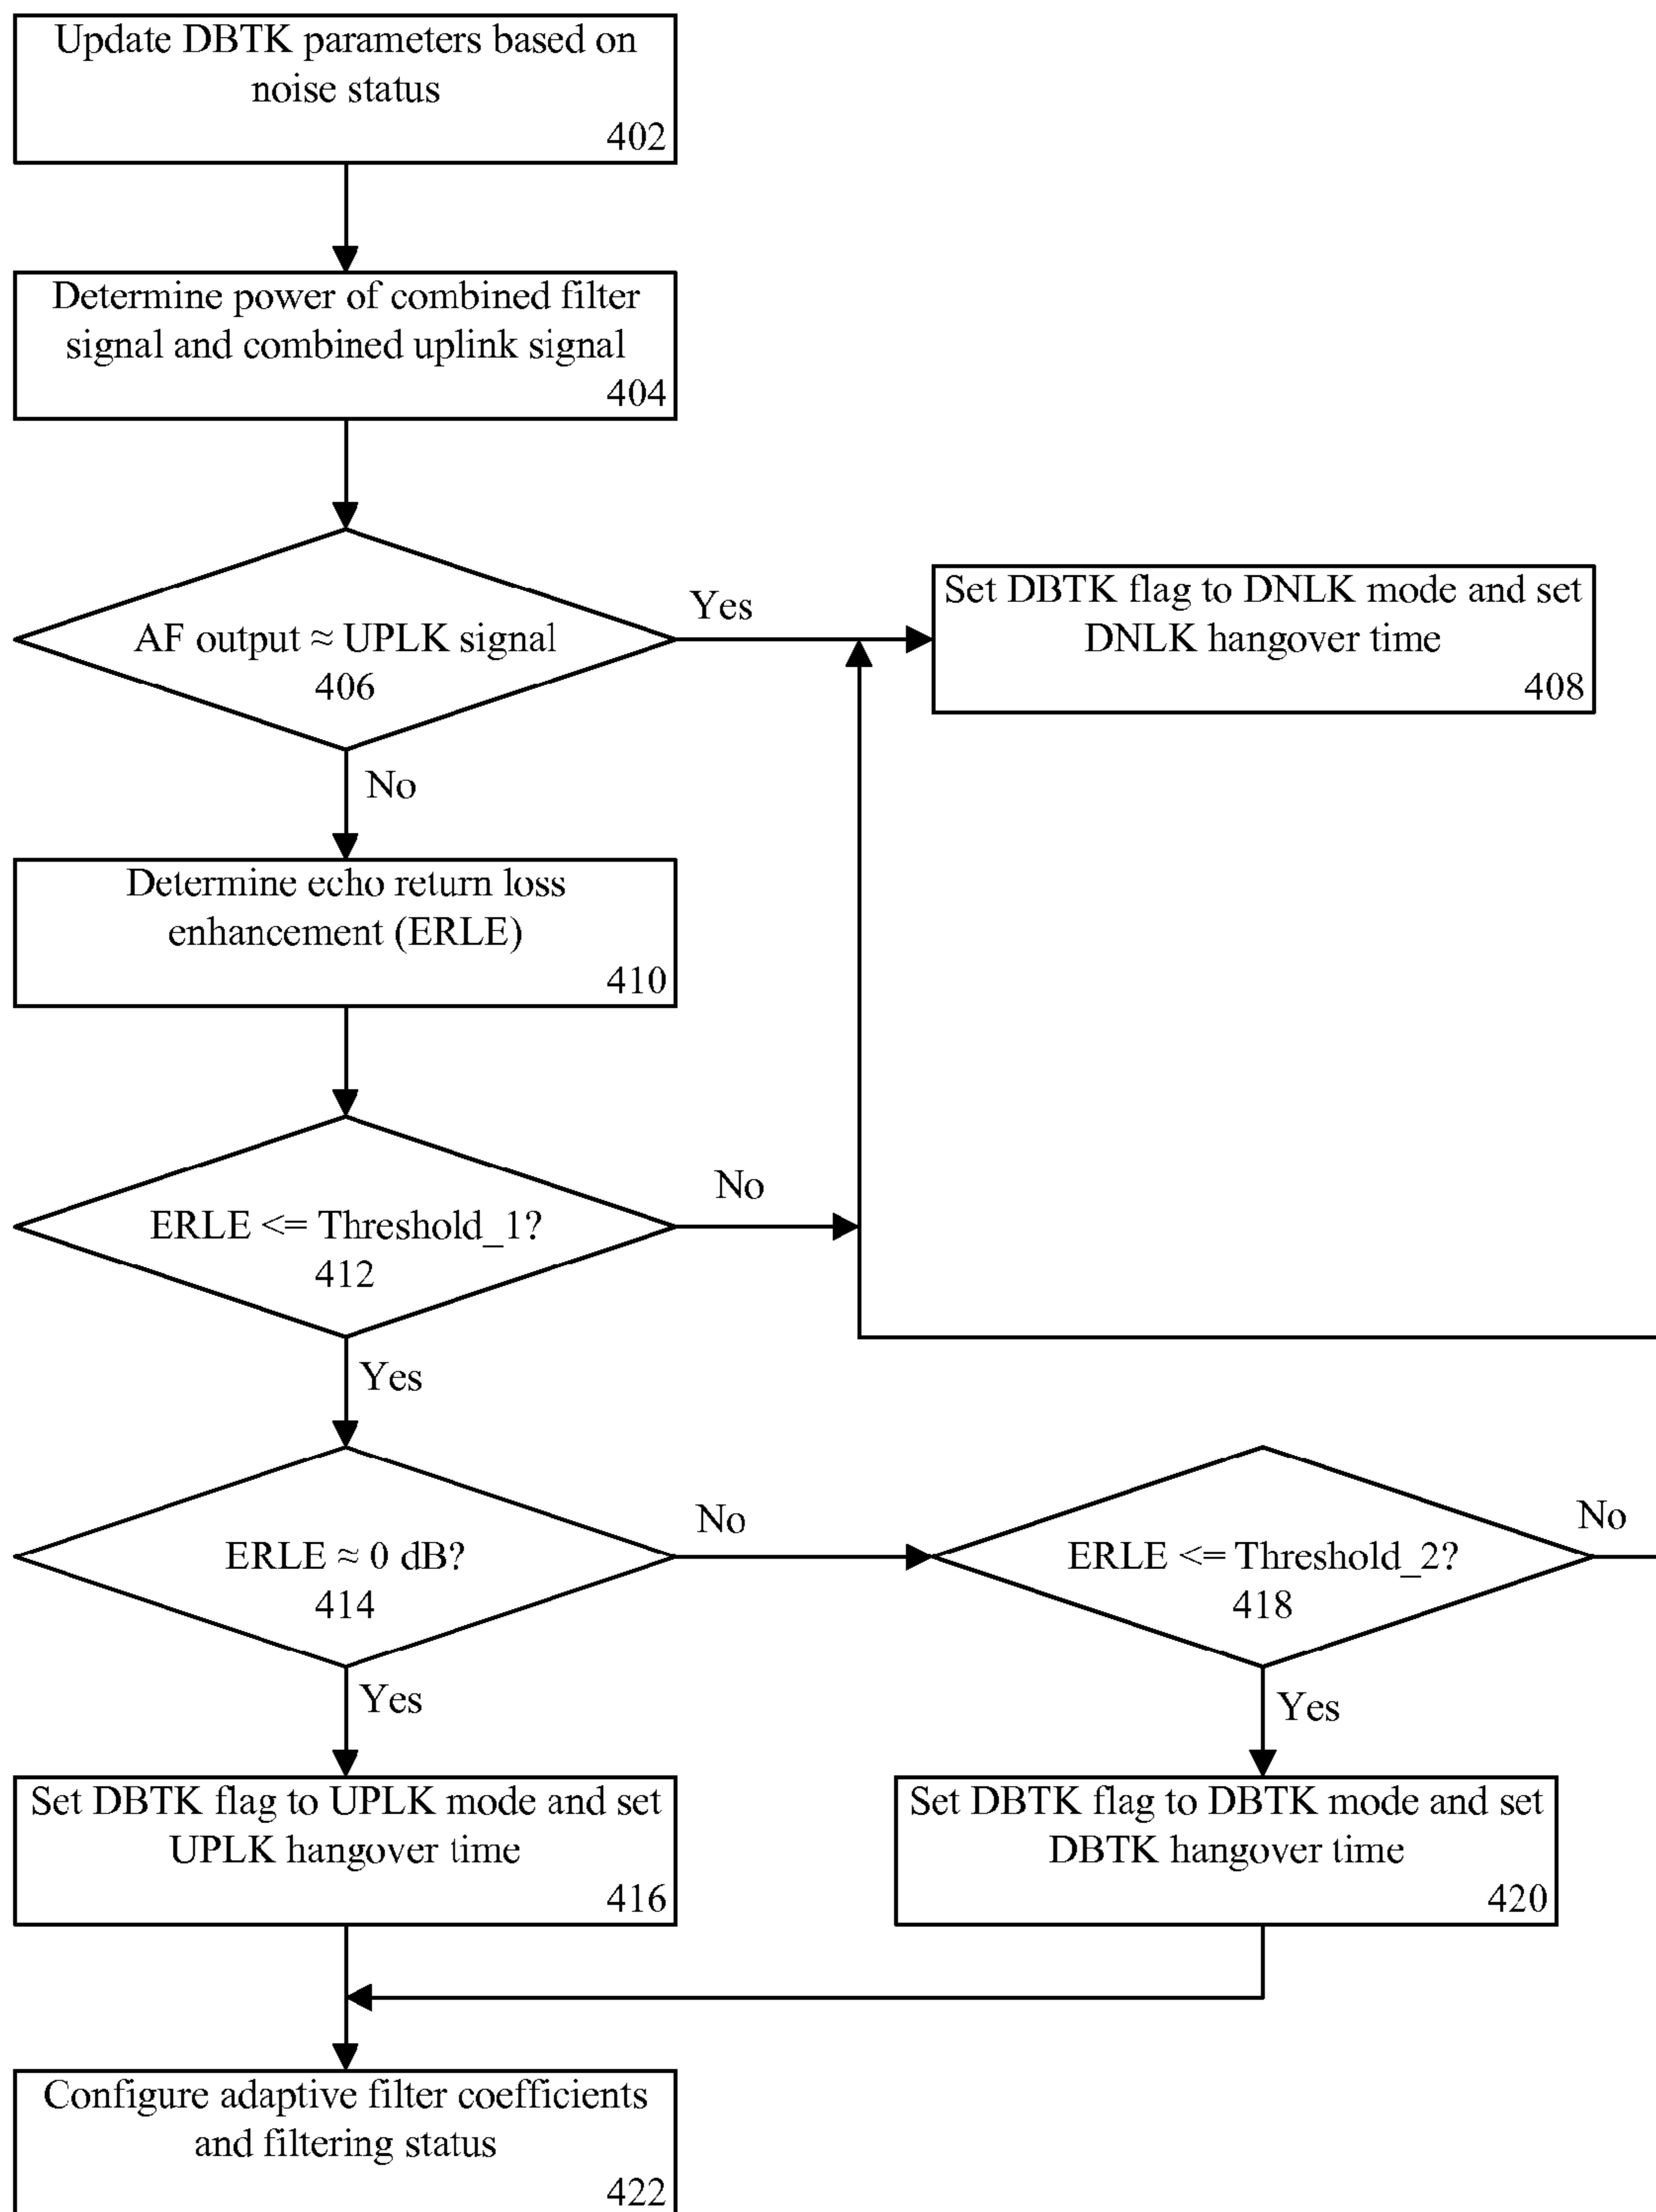 Update DBTK parameters based on
noise status
402
Determine power of combined filter
signal and combined uplink signal
404
AF output ≈ UPLK signal
406
Yes
Set DBTK flag to DNLK mode and set
DNLK hangover time
408
No
Determine echo return loss
enhancement (ERLE)
410
ERLE <= Threshold_1?
412
No
Yes
ERLE ≈ 0 dB?
414
No
ERLE <= Threshold_2?
418
No
Yes
Yes
Set DBTK flag to UPLK mode and set
UPLK hangover time
416
Set DBTK flag to DBTK mode and set
DBTK hangover time
420
Configure adaptive filter coefficients
and filtering status
422